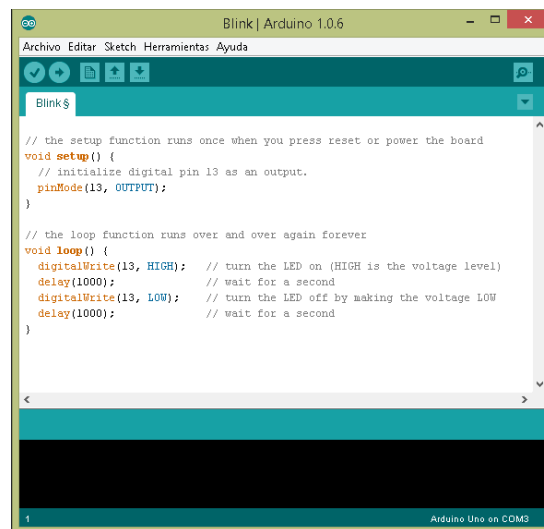 Blink | Arduino 1.0.6
Archivo Editar Sketch Herramientas Ayuda
Blink §
// the setup function runs once when you press reset or power the board
void setup() {
  // initialize digital pin 13 as an output.
  pinMode(13, OUTPUT);
}
// the loop function runs over and over again forever
void loop() {
  digitalWrite(13, HIGH);   // turn the LED on (HIGH is the voltage level)
  delay(1000);              // wait for a second
  digitalWrite(13, LOW);    // turn the LED off by making the voltage LOW
  delay(1000);              // wait for a second
}
1
Arduino Uno on COM3